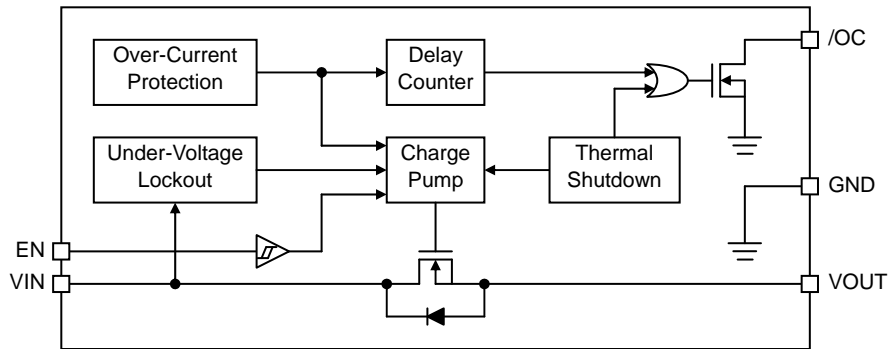 Over-Current
Protection
Delay
Counter
/OC
Under-Voltage
Lockout
Charge
Pump
Thermal
Shutdown
GND
EN
VIN
VOUT